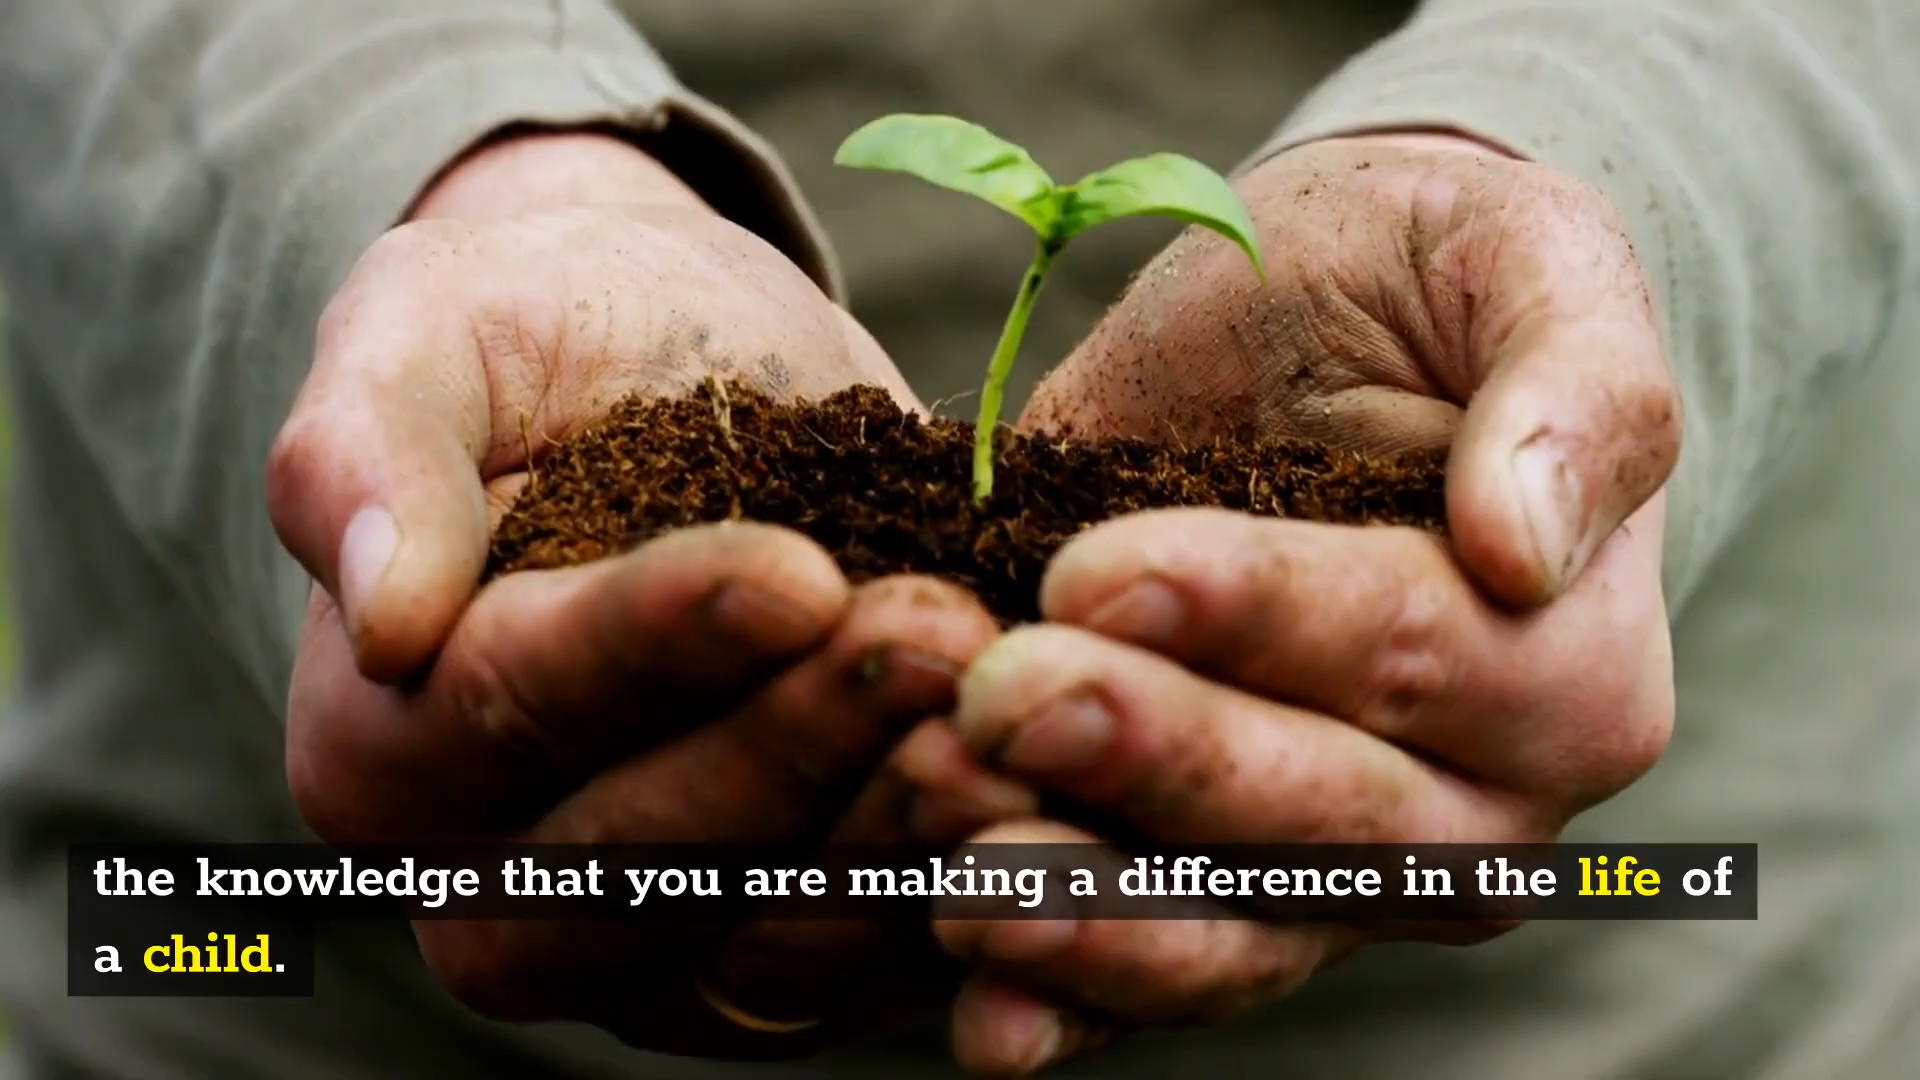 the knowledge that you are making a difference in the life of
a child.